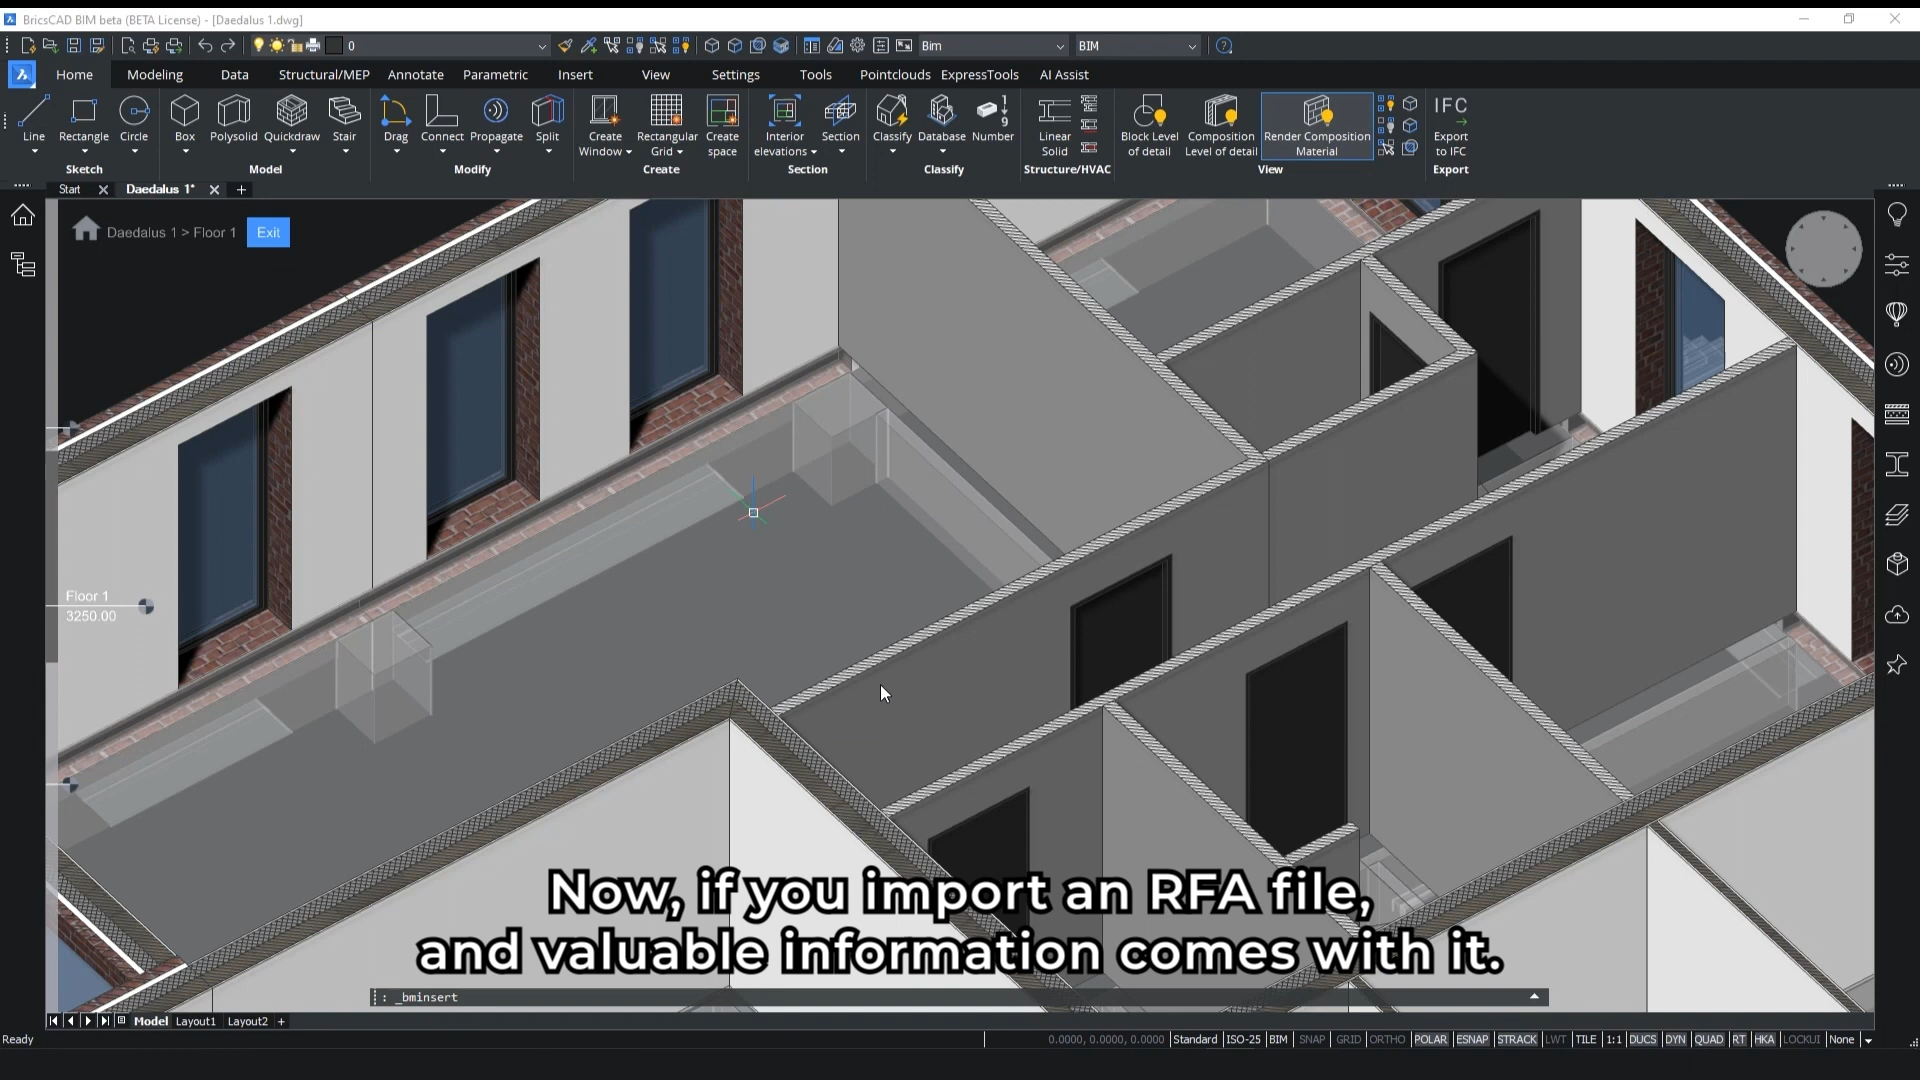 BricsCAD BIM beta (BETA License) - [Daedalus 1.dwg]
0
Bim
BIM
Home Modeling Data Structural/MEP Annotate Parametric Insert View Settings Tools Pointclouds ExpressTools AI Assist
Line Rectangle Circle Box Polysolid Quickdraw Stair Drag Connect Propagate Split Create Window Rectangular Grid Create space Interior elevations Section Classify Database Number Linear Solid Block Level of detail Composition Level of detail Render Composition Material IFC Export to IFC
Sketch Model Modify Create Section Classify Structure/HVAC View Export
Start Daedalus 1* +
Daedalus 1 > Floor 1 Exit
Floor 1
3250.00
Now, if you import an RFA file,
and valuable information comes with it.
: _bminsert
Model Layout1 Layout2 +
Ready 0.0000, 0.0000, 0.0000 Standard ISO-25 BIM SNAP GRID ORTHO POLAR ESNAP STRACK LWT TILE 1:1 DUCS DYN QUAD RT HKA LOCKUI None